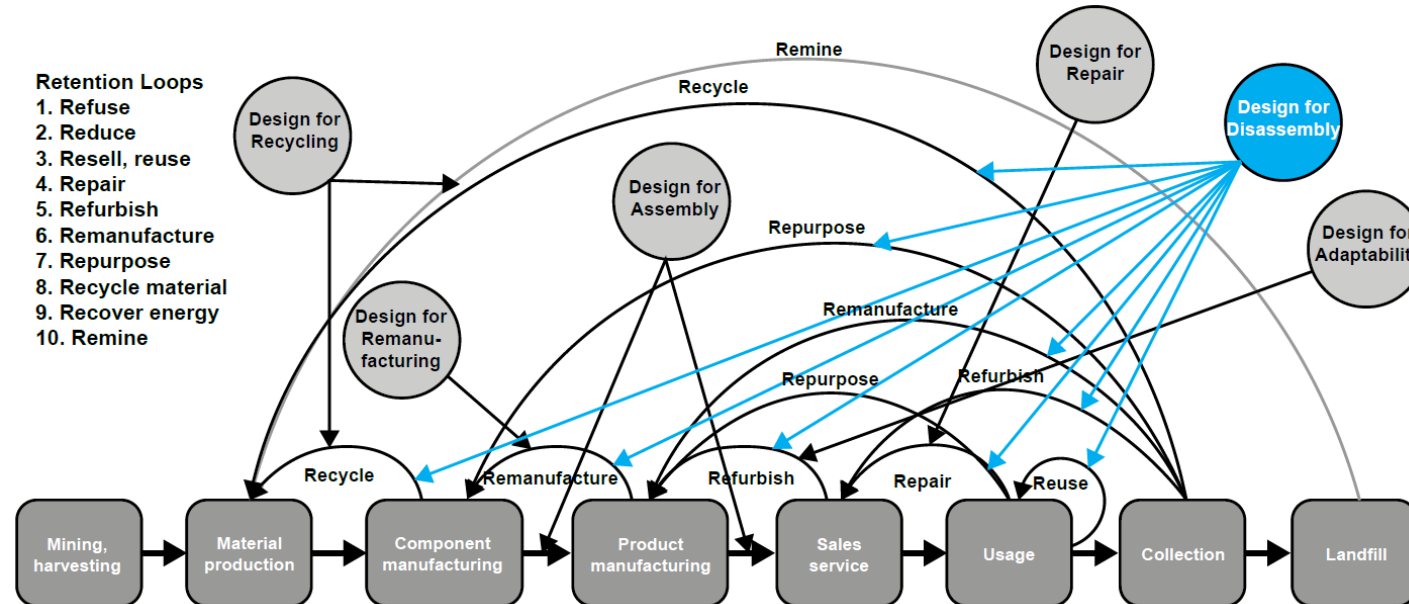 Retention Loops
1. Refuse
2. Reduce
3. Resell, reuse
4. Repair
5. Refurbish
6. Remanufacture
7. Repurpose
8. Recycle material
9. Recover energy
10. Remine
Design for
Recycling
Remine
Recycle
Design for
Repair
Design for
Disassembly
Design for
Assembly
Repurpose
Design for
Adaptabilit
Design for
Remanu-
facturing
Remanufacture
Repurpose
Refurbish
Recycle
Remanufacture
Refurbish
Repair
Reuse
Mining,
harvesting
Material
production
Component
manufacturing
Product
manufacturing
Sales
service
Usage
Collection
Landfill